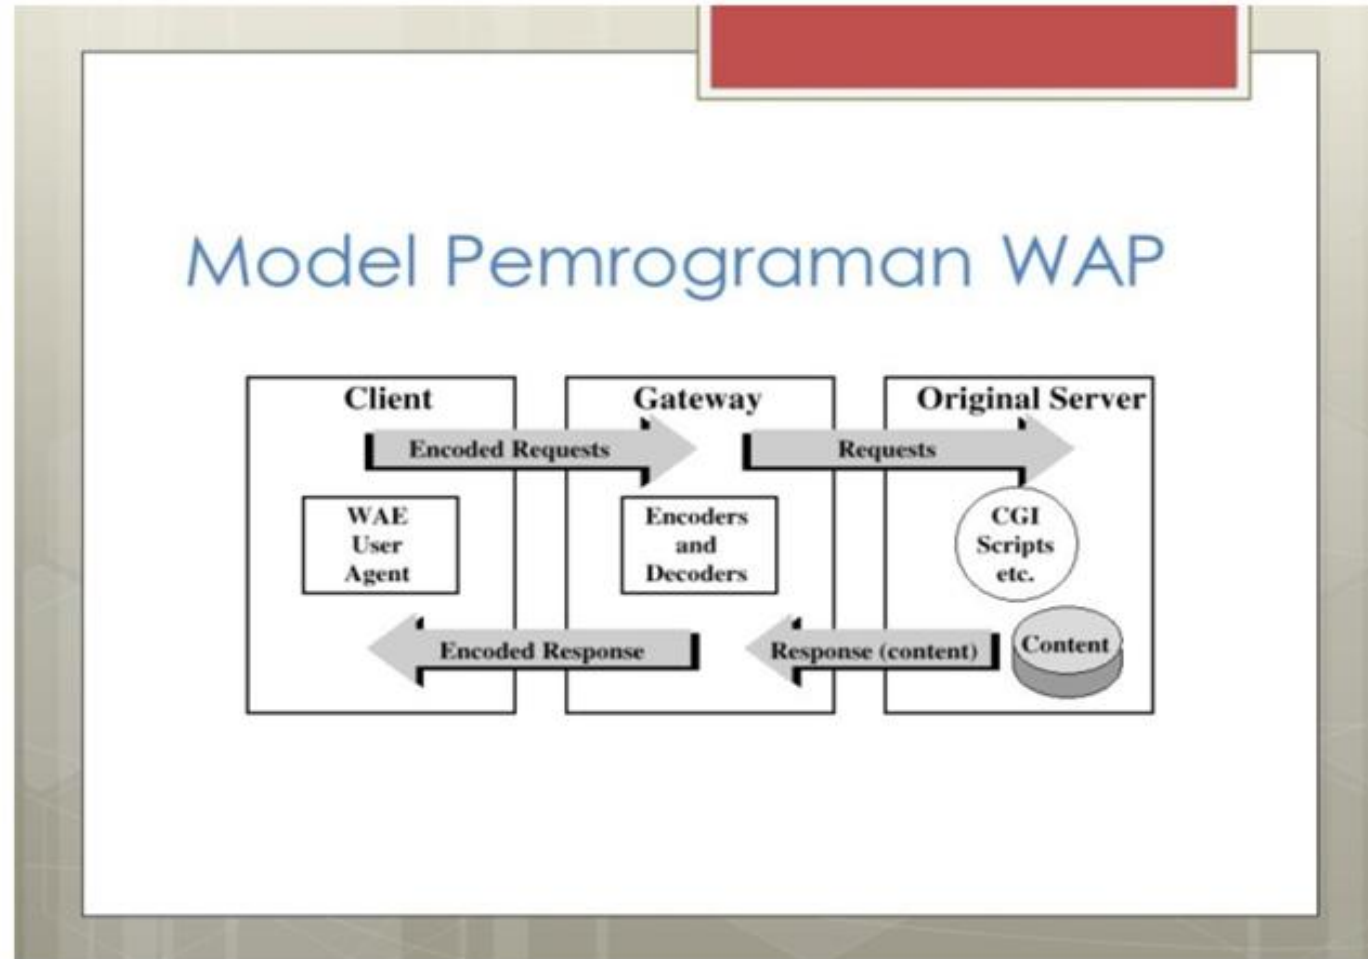 Model Pemrograman WAP
Client
Gateway
Original Server
Encoded Requests
Requests
WAE
User
Agent
Encoders
and
Decoders
CGI
Scripts
etc.
Encoded Response
Response (content)
Content